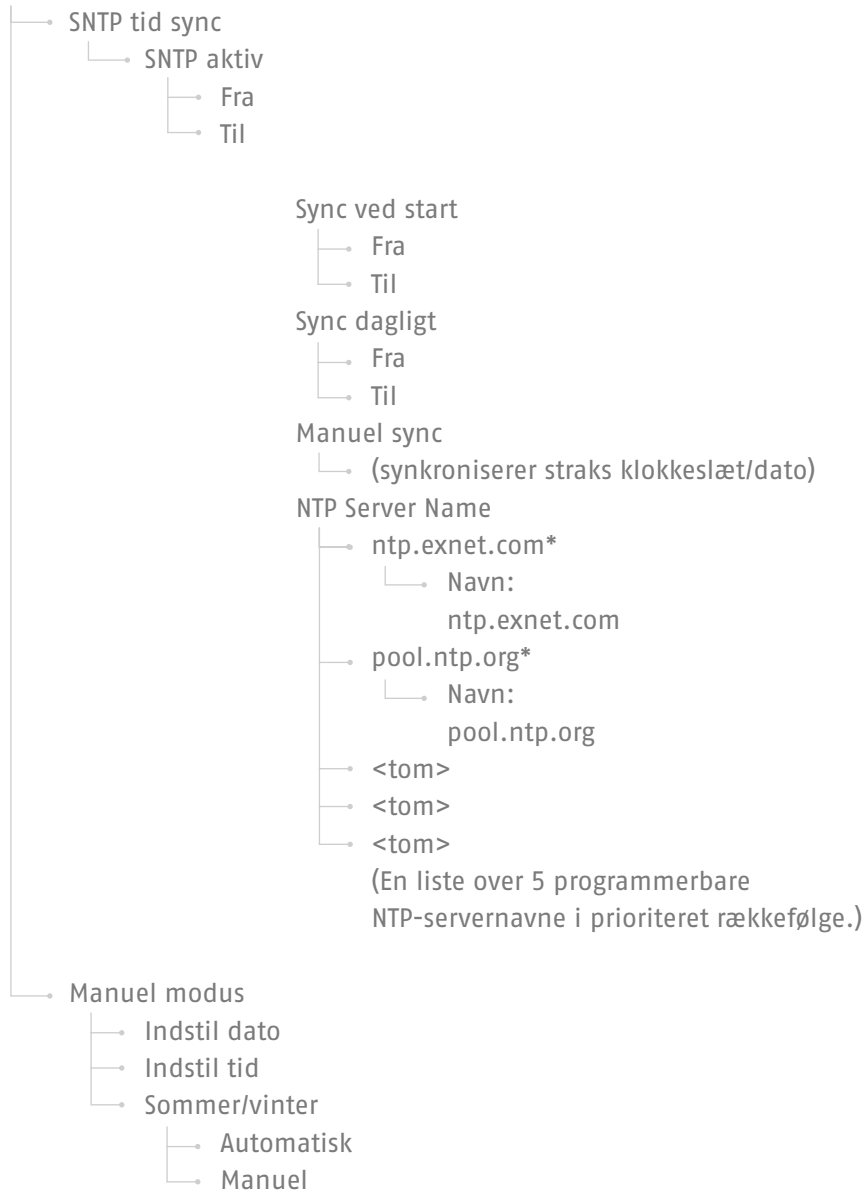 SNTP tid sync
SNTP aktiv
Fra
Til
Sync ved start
Fra
Til
Sync dagligt
Fra
Til
Manuel sync
(synkroniserer straks klokkeslæt/dato)
NTP Server Name
ntp.exnet.com*
Navn:
ntp.exnet.com
pool.ntp.org*
Navn:
pool.ntp.org
<tom>
<tom>
<tom>
(En liste over 5 programmerbare
NTP-servernavne i prioriteret rækkefølge.)
Manuel modus
Indstil dato
Indstil tid
Sommer/vinter
Automatisk
Manuel